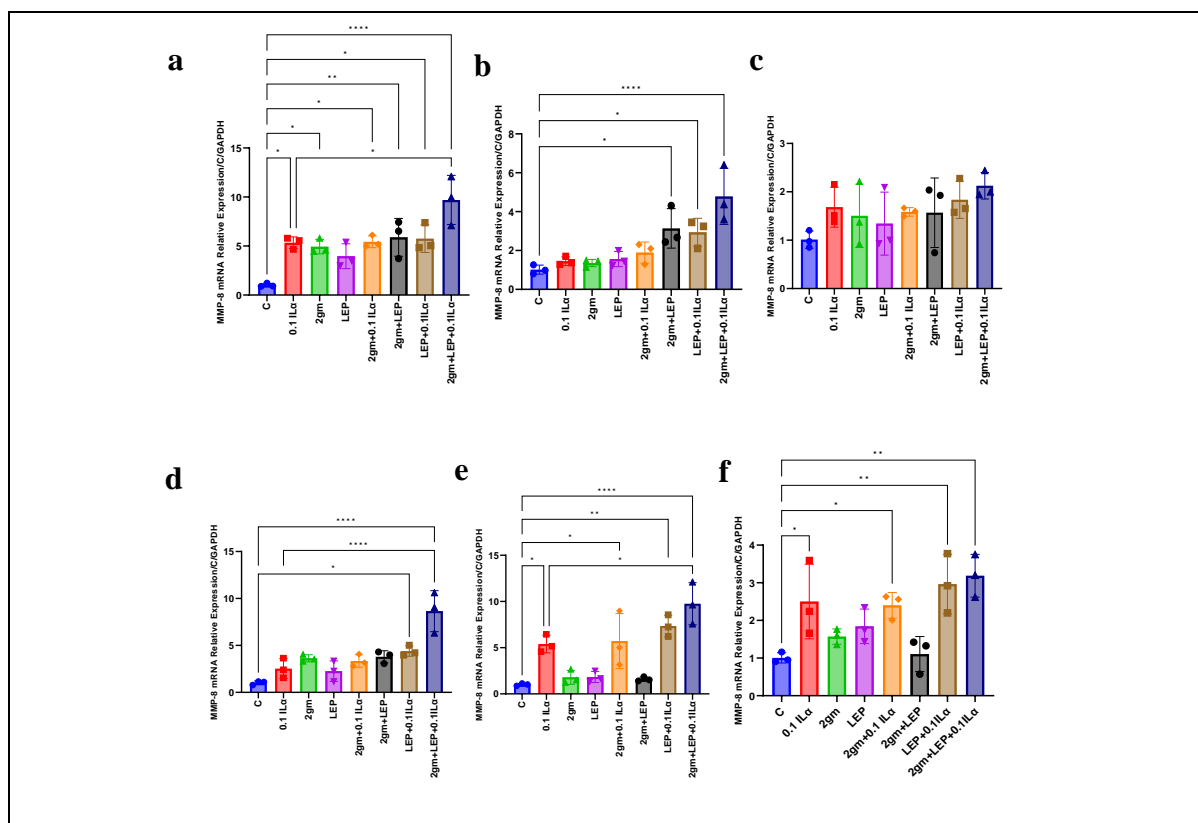 a
****
*
**
*
*
*
*
MMP-8 mRNA Relative Expression/C/GAPDH
15
10
5
0
C
0.1 ILα
2gm
LEP
2gm+0.1 ILα
2gm+LEP
LEP+0.1ILα
2gm+LEP+0.1ILα
b
****
*
*
MMP-8 mRNA Relative Expression/C/GAPDH
8
6
4
2
0
C
0.1 ILα
2gm
LEP
2gm+0.1 ILα
2gm+LEP
LEP+0.1ILα
2gm+LEP+0.1ILα
c
MMP-8 mRNA Relative Expression/C/GAPDH
3
2
1
0
C
0.1 ILα
2gm
LEP
2gm+0.1 ILα
2gm+LEP
LEP+0.1ILα
2gm+LEP+0.1ILα
d
****
****
*
MMP-8 mRNA Relative Expression/C/GAPDH
15
10
5
0
C
0.1 ILα
2gm
LEP
2gm+0.1 ILα
2gm+LEP
LEP+0.1ILα
2gm+LEP+0.1ILα
e
****
**
*
*
*
MMP-8 mRNA Relative Expression/C/GAPDH
15
10
5
0
C
0.1 ILα
2gm
LEP
2gm+0.1 ILα
2gm+LEP
LEP+0.1ILα
2gm+LEP+0.1ILα
f
**
**
*
*
MMP-8 mRNA Relative Expression/C/GAPDH
4
3
2
1
0
C
0.1 ILα
2gm
LEP
2gm+0.1 ILα
2gm+LEP
LEP+0.1ILα
2gm+LEP+0.1ILα